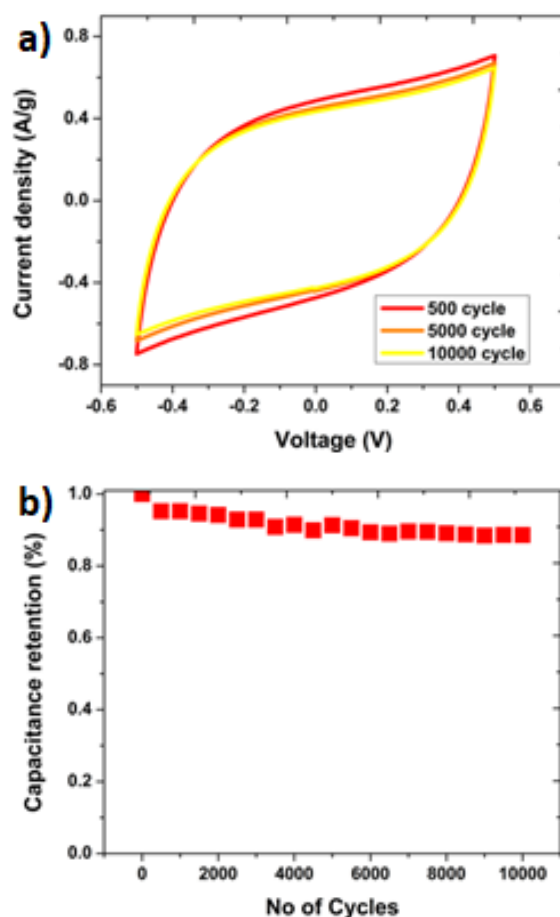 a)
0.8
0.4
0.0
-0.4
-0.8
Current density (A/g)
500 cycle
5000 cycle
10000 cycle
-0.6 -0.4 -0.2 0.0 0.2 0.4 0.6
Voltage (V)
b)
1.0
0.8
0.6
0.4
0.2
0.0
Capacitance retention (%)
0 2000 4000 6000 8000 10000
No of Cycles